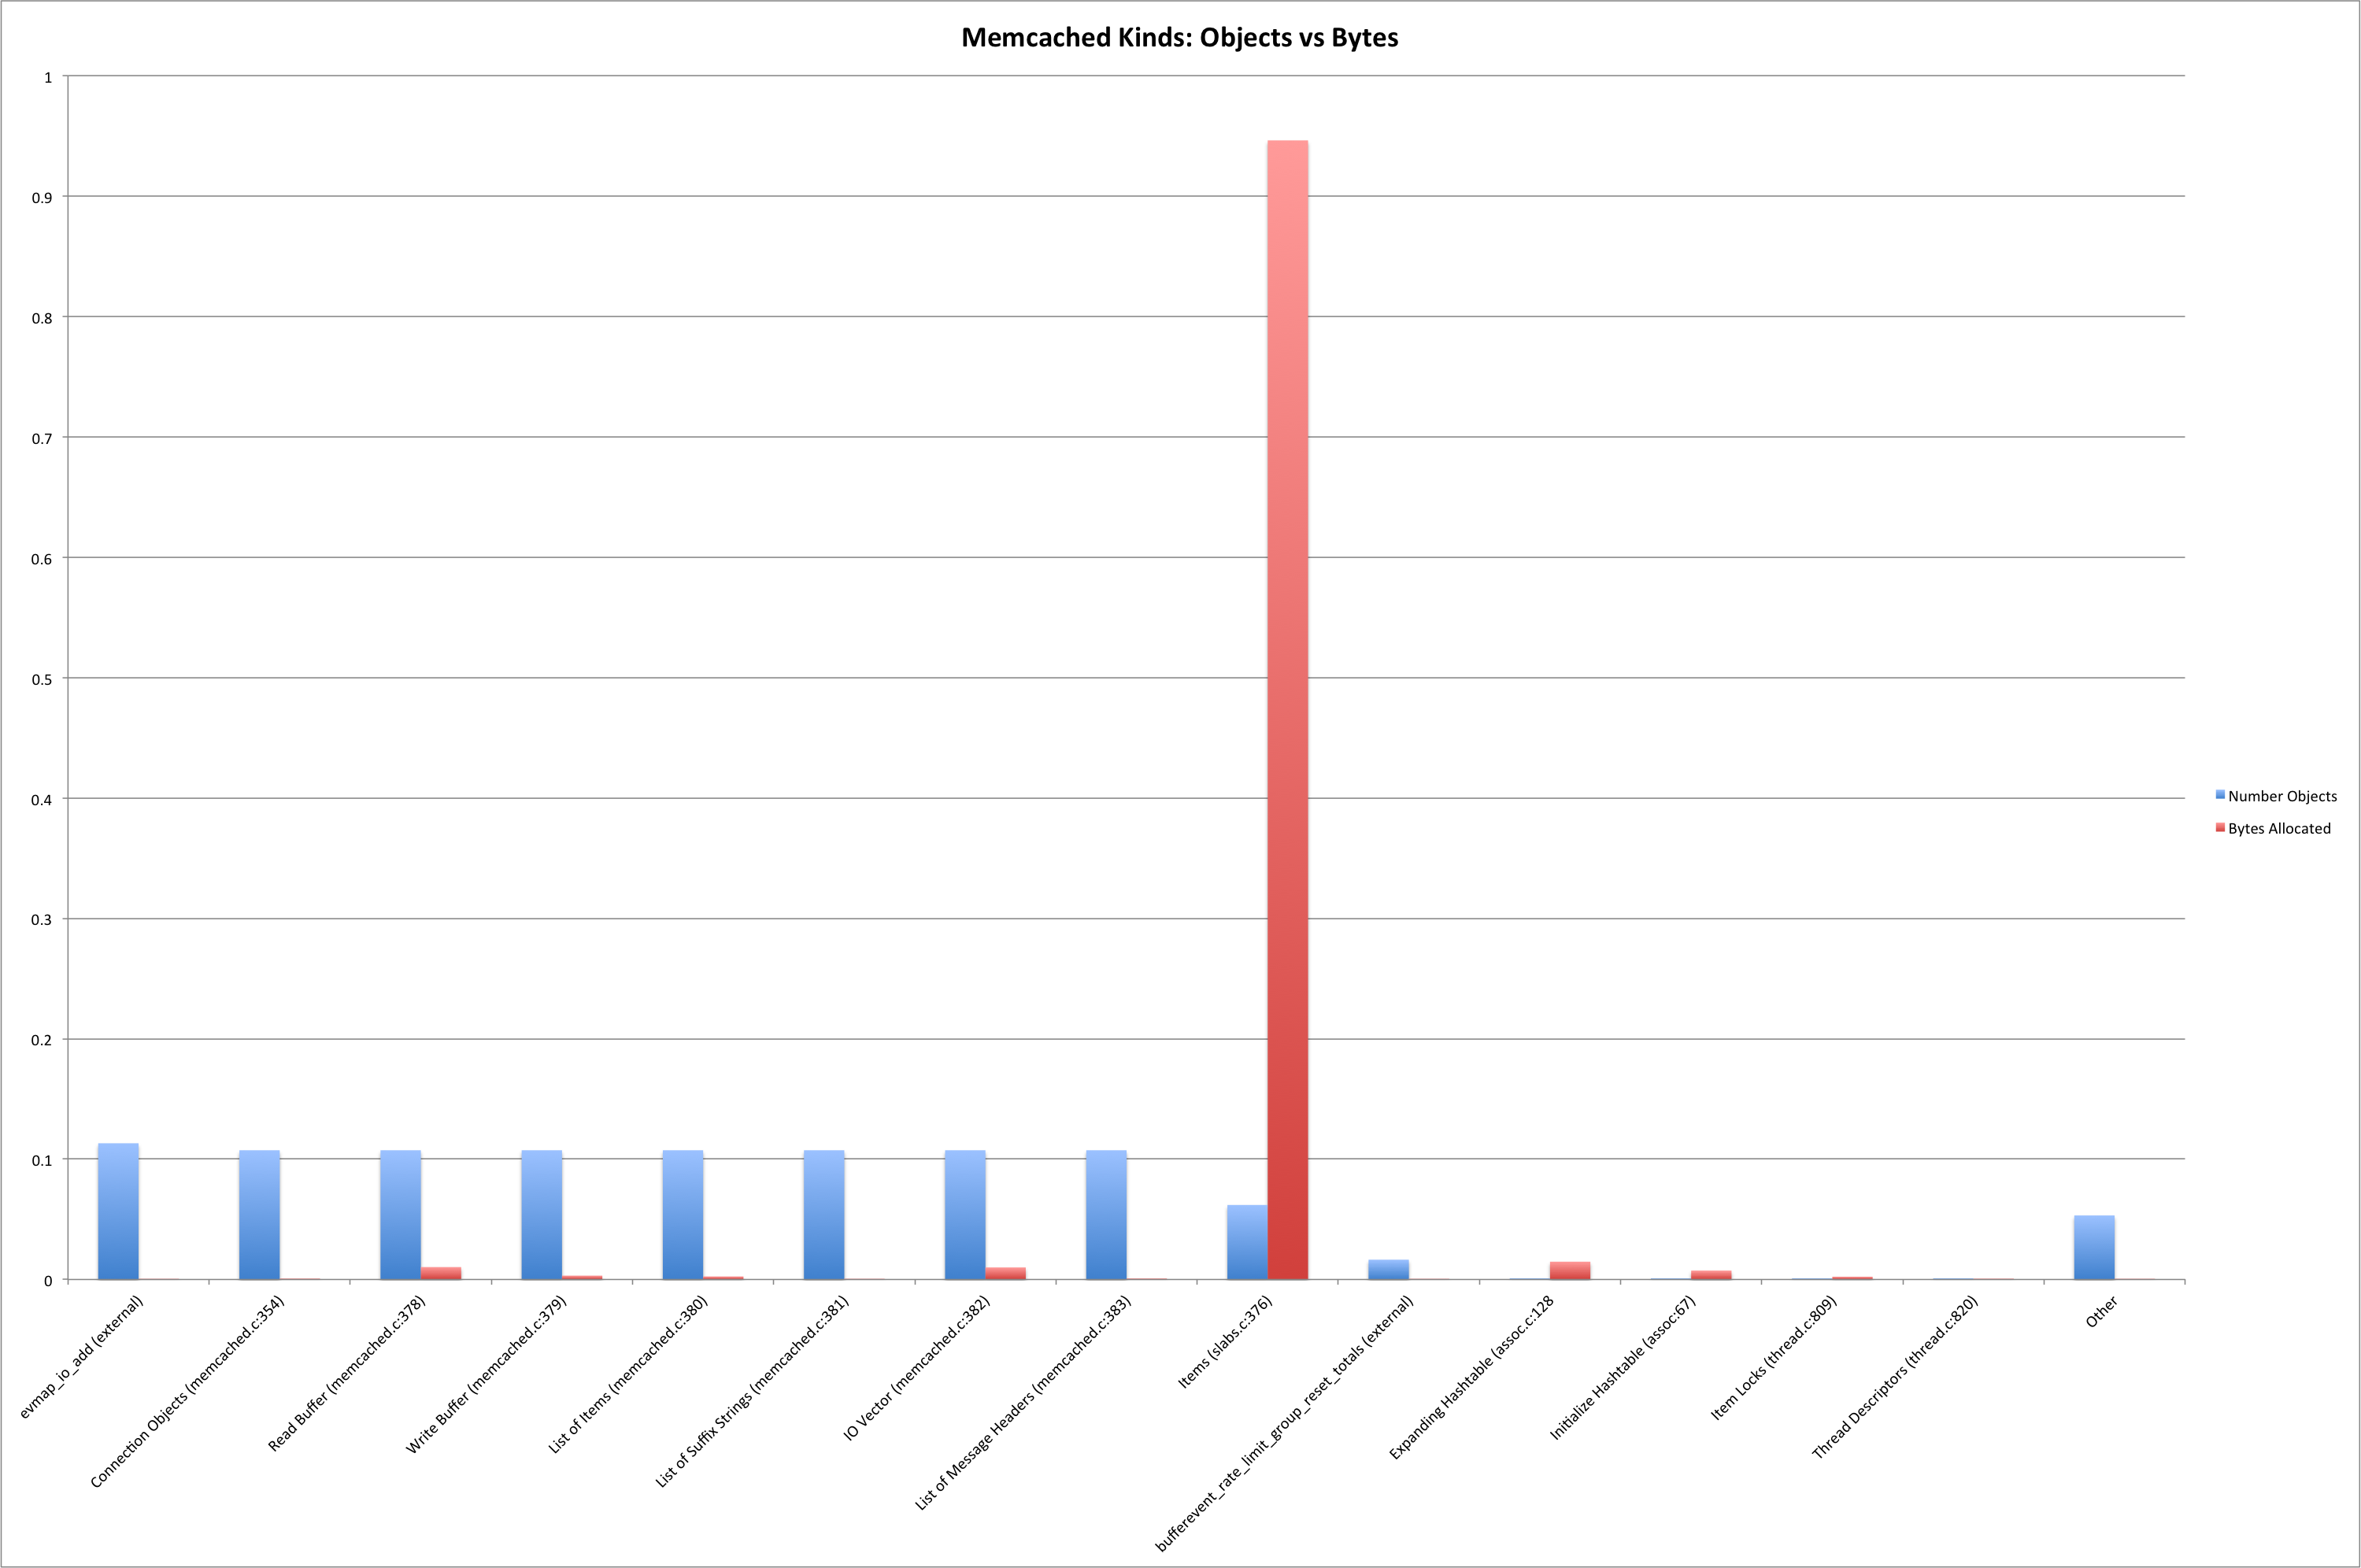 Memcached Kinds: Objects vs Bytes
1
0.9
0.8
0.7
0.6
0.5
0.4
0.3
0.2
0.1
0
Number Objects
Bytes Allocated
evmap_io_add (external)
Connection Objects (memcached.c:354)
Read Buffer (memcached.c:378)
Write Buffer (memcached.c:379)
List of Items (memcached.c:380)
List of Suffix Strings (memcached.c:381)
IO Vector (memcached.c:382)
List of Message Headers (memcached.c:383)
Items (slabs.c:376)
bufferevent_rate_limit_group_reset_totals (external)
Expanding Hashtable (assoc.c:128
Initialize Hashtable (assoc:67)
Item Locks (thread.c:809)
Thread Descriptors (thread.c:820)
Other